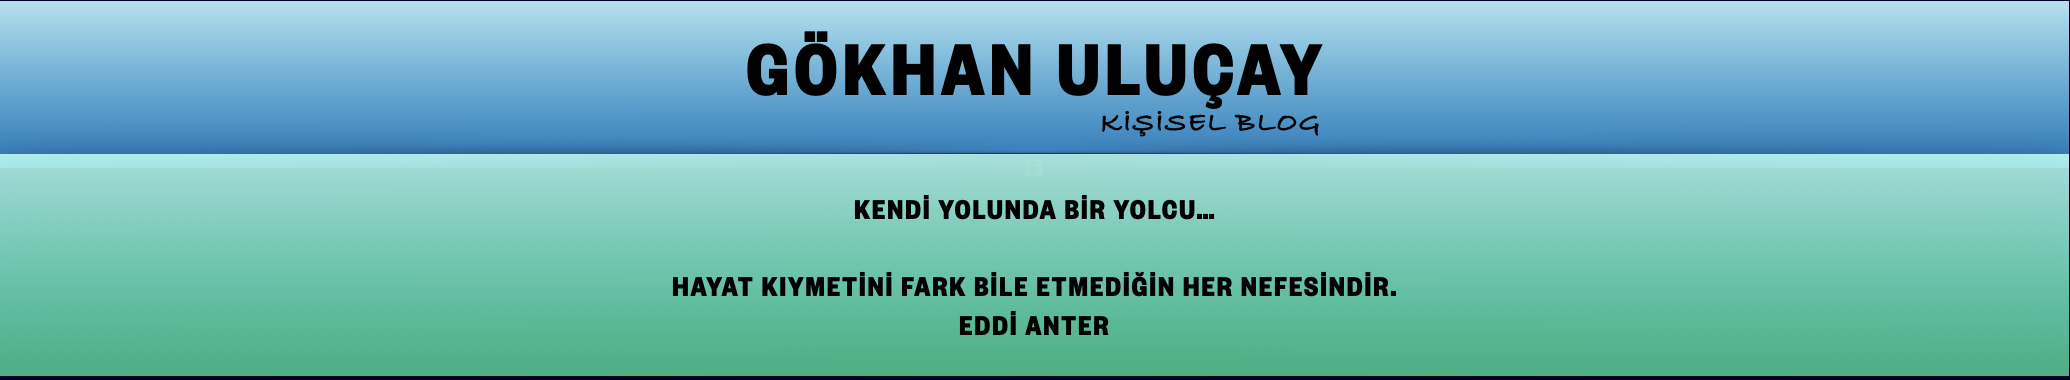 GÖKHAN ULUÇAY
KİŞİSEL BLOG
KENDİ YOLUNDA BİR YOLCU...
HAYAT KIYMETİNİ FARK BİLE ETMEDİĞİN HER NEFESİNDİR.
EDDİ ANTER